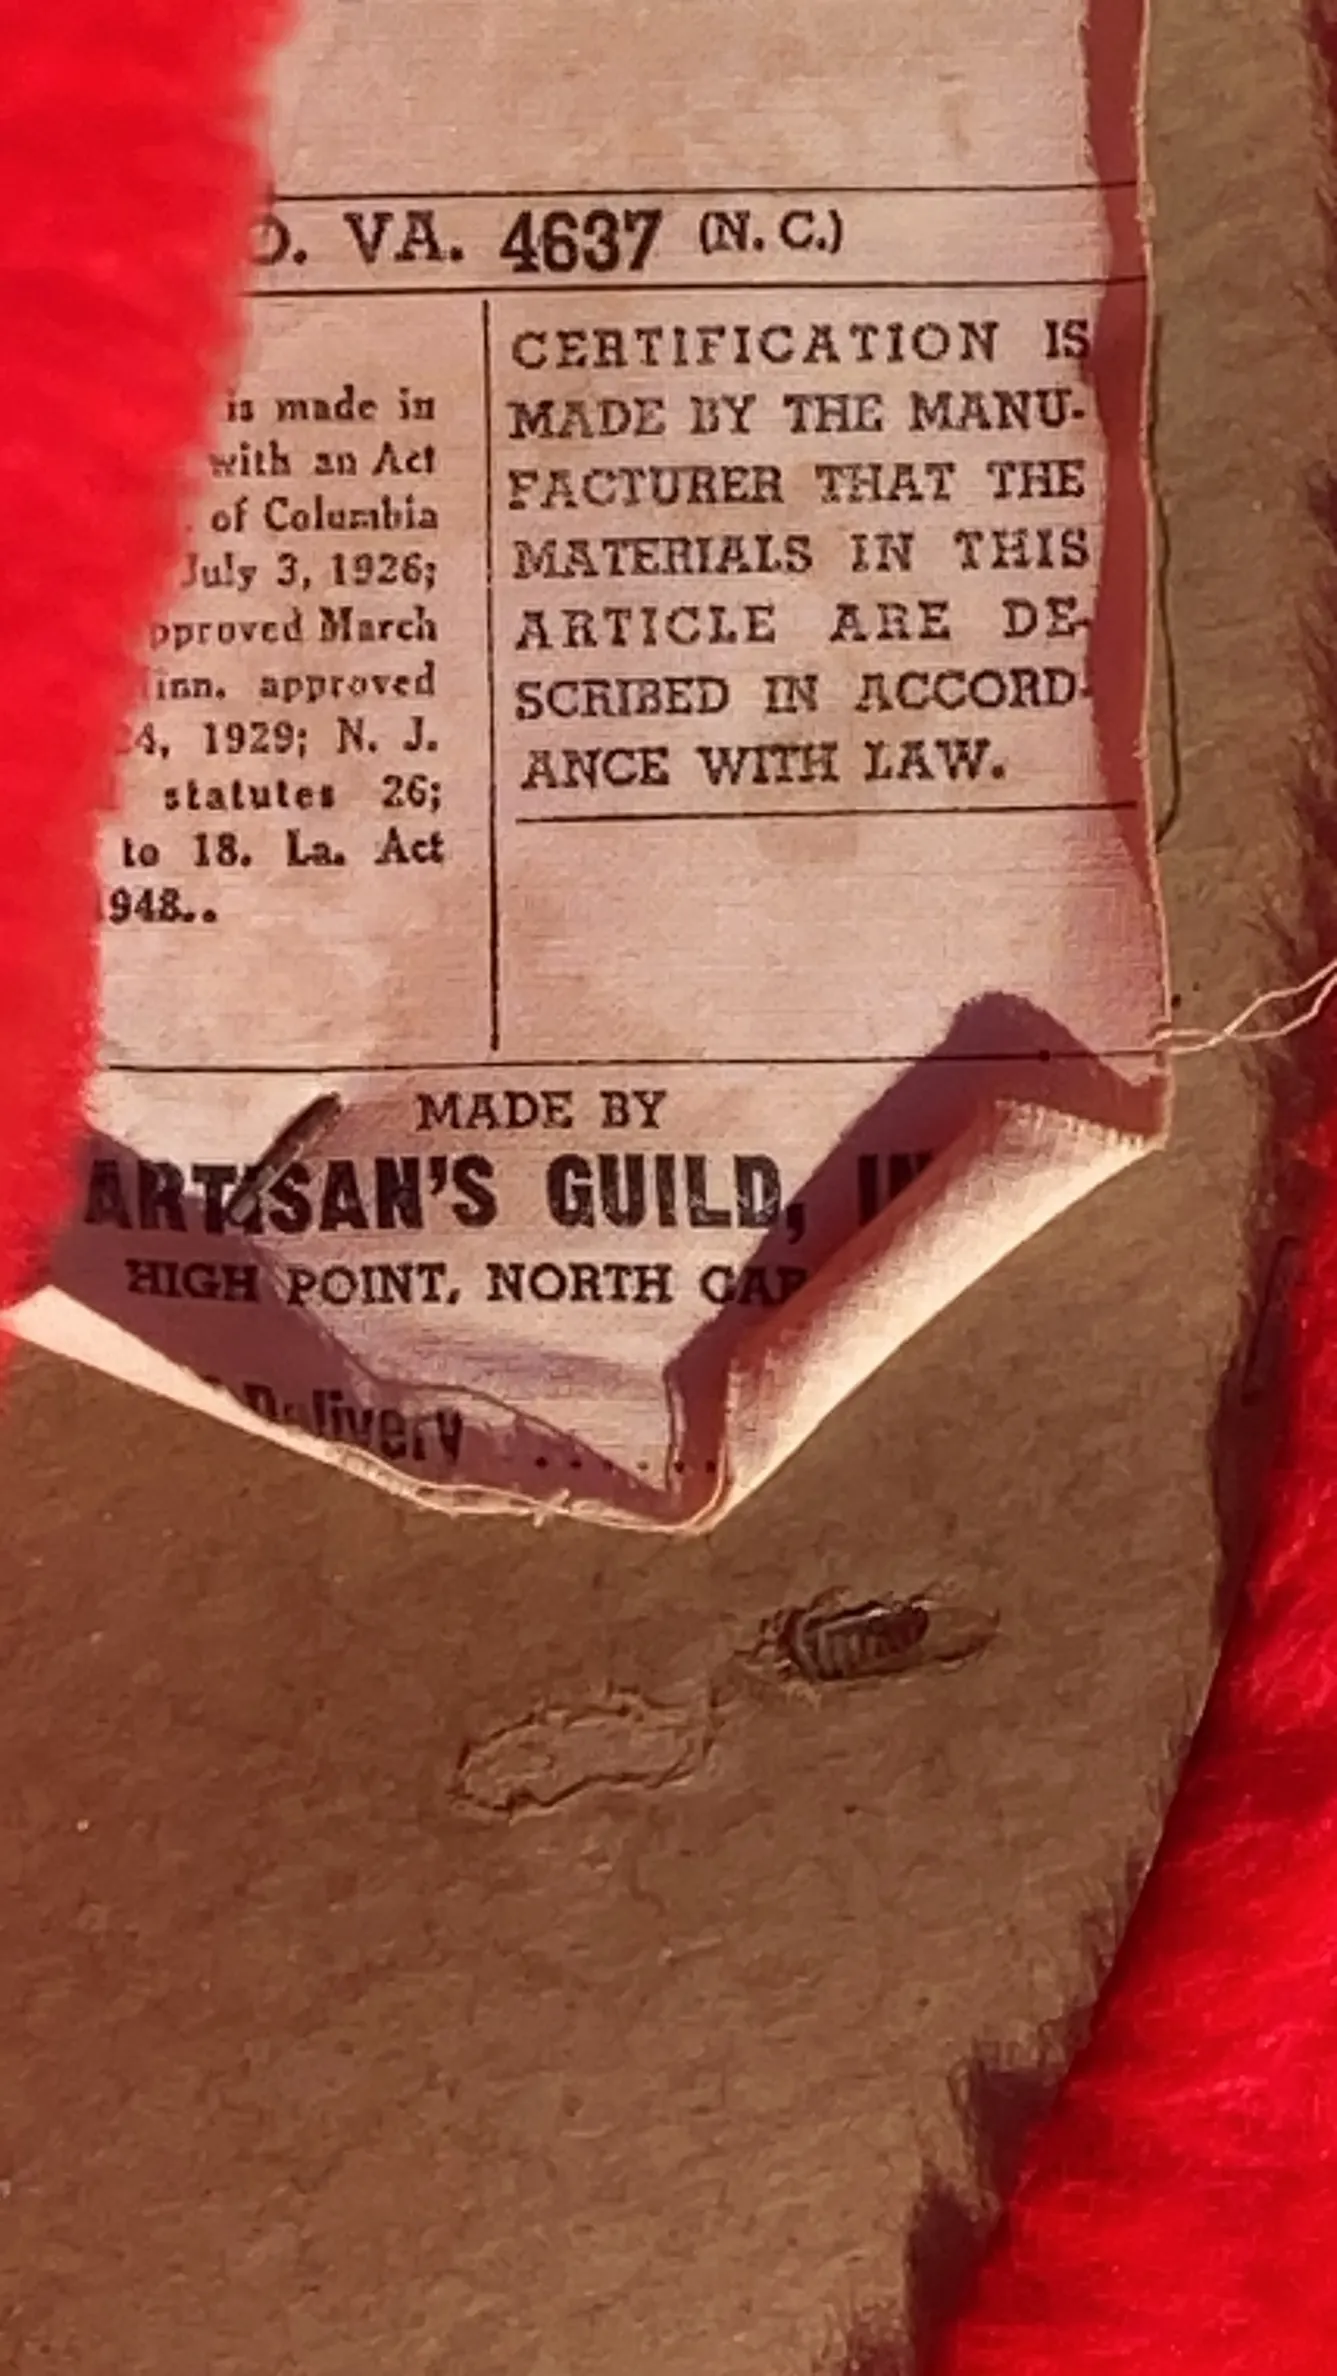 VA. 4637 (N. C.)
is made in
with an Act
of Columbia
July 3, 1926;
pproved March
inn. approved
4, 1929; N. J.
statutes 26;
to 18. La. Act
948..
CERTIFICATION IS
MADE BY THE MANU-
FACTURER THAT THE
MATERIALS IN THIS
ARTICLE ARE DE-
SCRIBED IN ACCORD-
ANCE WITH LAW.
MADE BY
ARTISAN'S GUILD, IN
HIGH POINT, NORTH CAR
Delivery ......